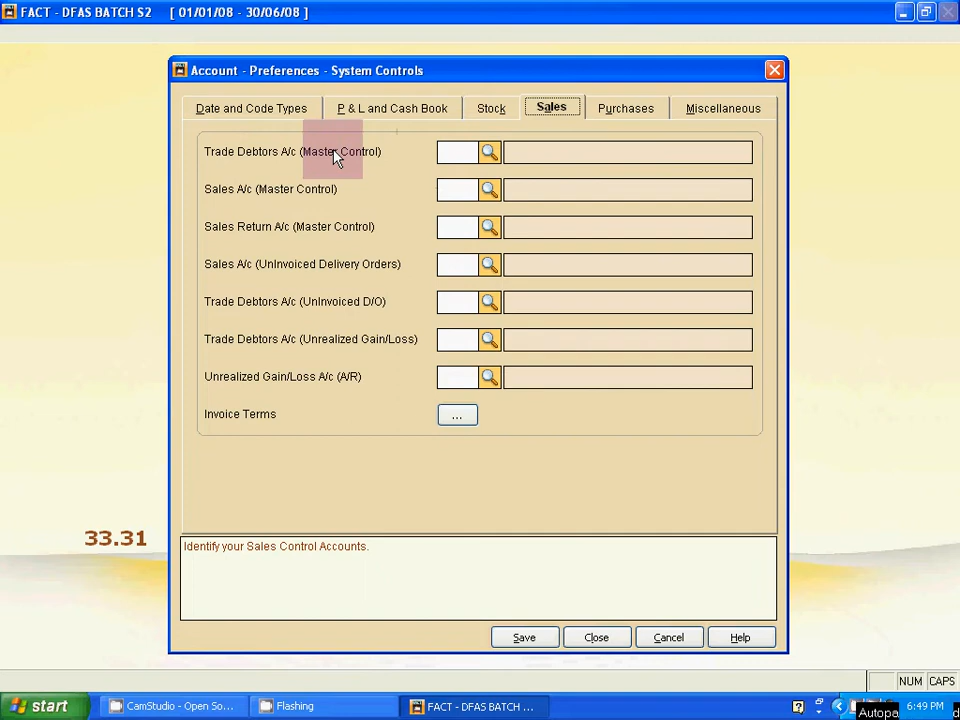 FACT - DFAS BATCH S2 [ 01/01/08 - 30/06/08 ]
Account - Preferences - System Controls
Date and Code Types
P & L and Cash Book
Stock
Sales
Purchases
Miscellaneous
Trade Debtors A/c (Master Control)
Sales A/c (Master Control)
Sales Return A/c (Master Control)
Sales A/c (UnInvoiced Delivery Orders)
Trade Debtors A/c (UnInvoiced D/O)
Trade Debtors A/c (Unrealized Gain/Loss)
Unrealized Gain/Loss A/c (A/R)
Invoice Terms
...
33.31
Identify your Sales Control Accounts.
Save
Close
Cancel
Help
NUM CAPS
start
CamStudio - Open So...
Flashing
FACT - DFAS BATCH ...
6:49 PM
Autopa